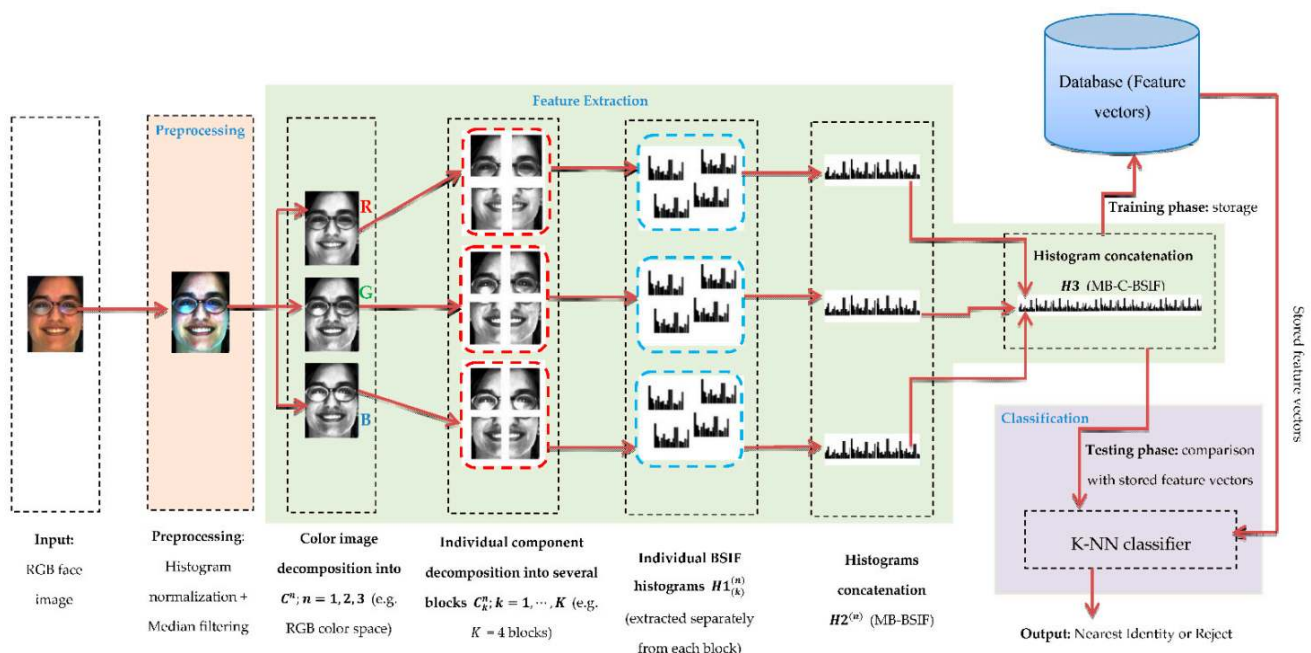 Database (Feature
vectors)
Feature Extraction
Preprocessing
R
G
B
Training phase: storage
Histogram concatenation
H3 (MB-C-BSIF)
Stored feature vectors
Classification
Testing phase: comparison
with stored feature vectors
K-NN classifier
Output: Nearest Identity or Reject
Input:
RGB face
image
Preprocessing:
Histogram
normalization +
Median filtering
Color image
decomposition into
Cⁿ; n = 1, 2, 3 (e.g.
RGB color space)
Individual component
decomposition into several
blocks Cₖⁿ; k = 1, ⋯, K (e.g.
K = 4 blocks)
Individual BSIF
histograms H1₍ₖ₎⁽ⁿ⁾
(extracted separately
from each block)
Histograms
concatenation
H2⁽ⁿ⁾ (MB-BSIF)